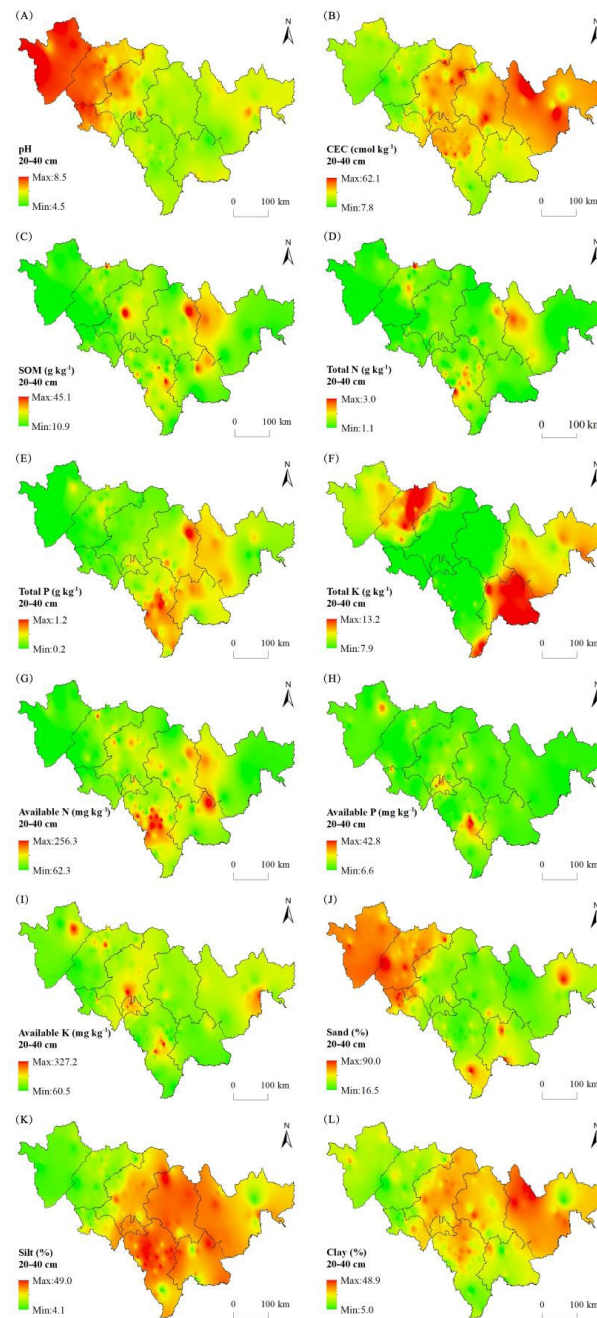 (A)
N
pH
20-40 cm
Max:8.5
Min:4.5
0 100 km
(B)
N
CEC (cmol kg⁻¹)
20-40 cm
Max:62.1
Min:7.8
0 100 km
(C)
N
SOM (g kg⁻¹)
20-40 cm
Max:45.1
Min:10.9
0 100 km
(D)
N
Total N (g kg⁻¹)
20-40 cm
Max:3.0
Min:1.1
0 100 km
(E)
N
Total P (g kg⁻¹)
20-40 cm
Max:1.2
Min:0.2
0 100 km
(F)
N
Total K (g kg⁻¹)
20-40 cm
Max:13.2
Min:7.9
0 100 km
(G)
N
Available N (mg kg⁻¹)
20-40 cm
Max:256.3
Min:62.3
0 100 km
(H)
N
Available P (mg kg⁻¹)
20-40 cm
Max:42.8
Min:6.6
0 100 km
(I)
N
Available K (mg kg⁻¹)
20-40 cm
Max:327.2
Min:60.5
0 100 km
(J)
N
Sand (%)
20-40 cm
Max:90.0
Min:16.5
0 100 km
(K)
N
Silt (%)
20-40 cm
Max:49.0
Min:4.1
0 100 km
(L)
N
Clay (%)
20-40 cm
Max:48.9
Min:5.0
0 100 km